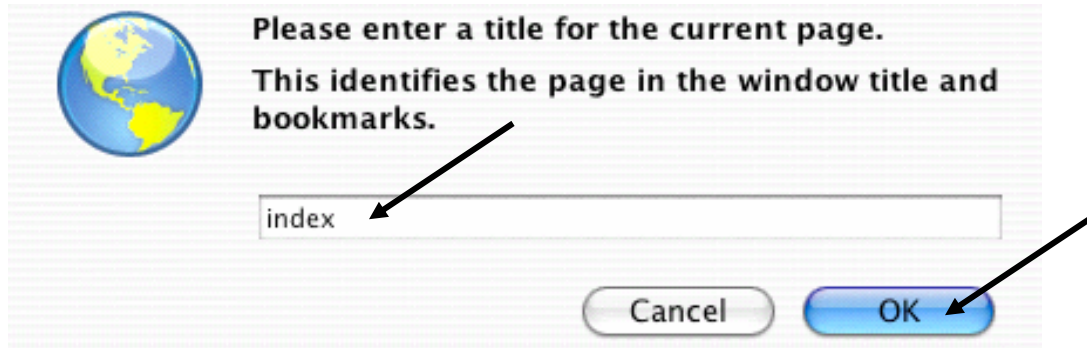 Please enter a title for the current page.
This identifies the page in the window title and
bookmarks.
index
Cancel
OK